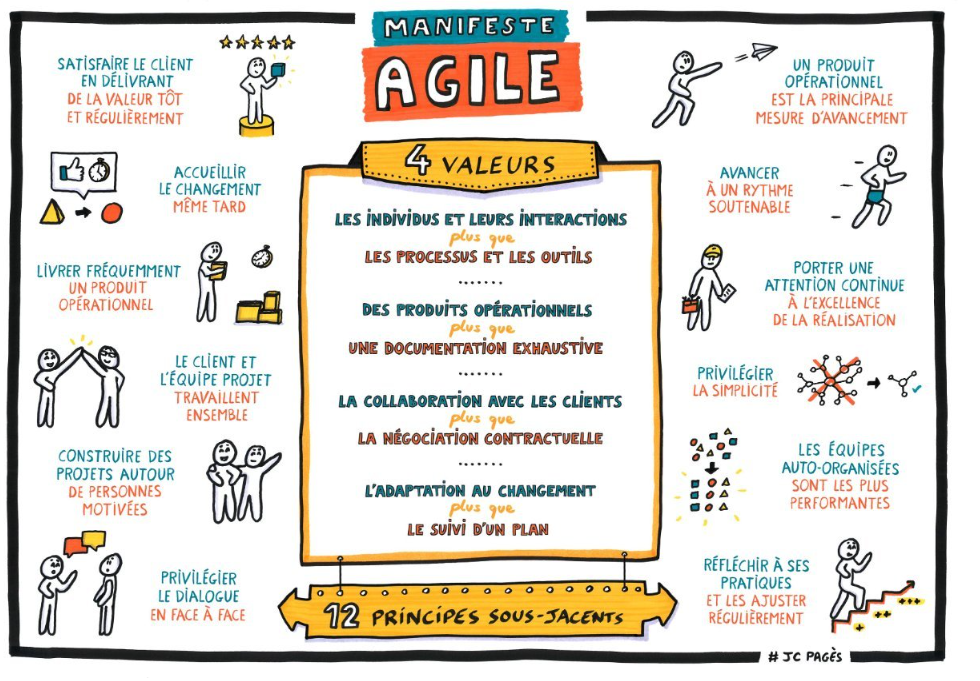 MANIFESTE
AGILE
SATISFAIRE LE CLIENT
EN DÉLIVRANT
DE LA VALEUR TÔT
ET RÉGULIÈREMENT
ACCUEILLIR
LE CHANGEMENT
MÊME TARD
LIVRER FRÉQUEMMENT
UN PRODUIT
OPÉRATIONNEL
LE CLIENT ET
L'ÉQUIPE PROJET
TRAVAILLENT
ENSEMBLE
CONSTRUIRE DES
PROJETS AUTOUR
DE PERSONNES
MOTIVÉES
PRIVILÉGIER
LE DIALOGUE
EN FACE À FACE
4 VALEURS
LES INDIVIDUS ET LEURS INTERACTIONS
plus que
LES PROCESSUS ET LES OUTILS
DES PRODUITS OPÉRATIONNELS
plus que
UNE DOCUMENTATION EXHAUSTIVE
LA COLLABORATION AVEC LES CLIENTS
plus que
LA NÉGOCIATION CONTRACTUELLE
L'ADAPTATION AU CHANGEMENT
plus que
LE SUIVI D'UN PLAN
12 PRINCIPES SOUS-JACENTS
UN PRODUIT
OPÉRATIONNEL
EST LA PRINCIPALE
MESURE D'AVANCEMENT
AVANCER
À UN RYTHME
SOUTENABLE
PORTER UNE
ATTENTION CONTINUE
À L'EXCELLENCE
DE LA RÉALISATION
PRIVILÉGIER
LA SIMPLICITÉ
LES ÉQUIPES
AUTO-ORGANISÉES
SONT LES PLUS
PERFORMANTES
RÉFLÉCHIR À SES
PRATIQUES
ET LES AJUSTER
RÉGULIÈREMENT
+ ++ +++
# JC PAGÈS